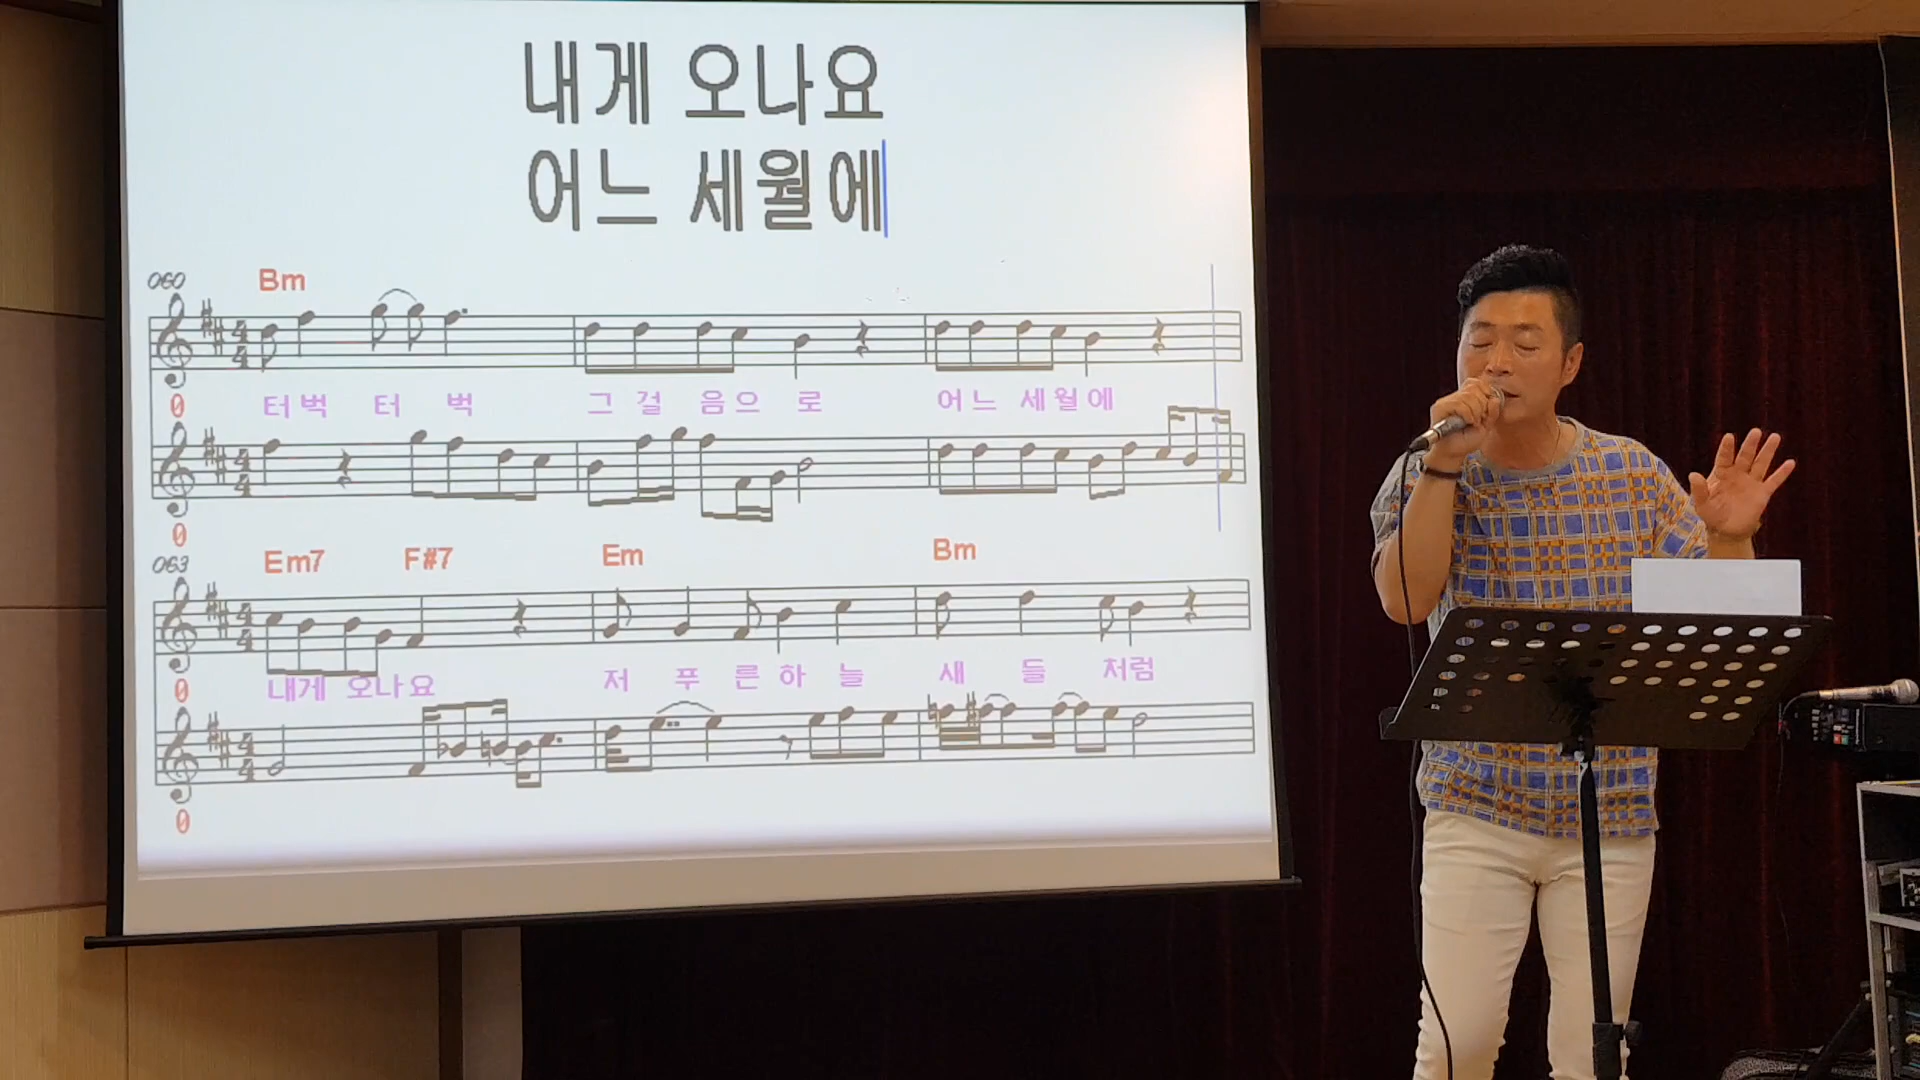 내게 오나요
어느 세월에
060 Bm
터벅 터 벅 그 걸 음으 로 어느 세월에
0
0
063 Em7 F#7 Em Bm
내게 오나요 저 푸 른하 늘 새 들 처럼
0
0